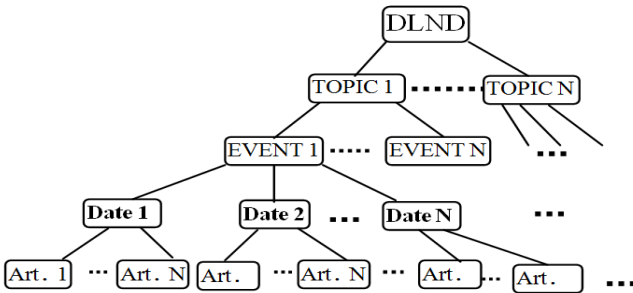 DLND
TOPIC 1 ....... TOPIC N
EVENT 1 ..... EVENT N ...
Date 1 Date 2 ... Date N ...
Art. 1 ... Art. N Art. ... Art. N ... Art. ... Art. ...